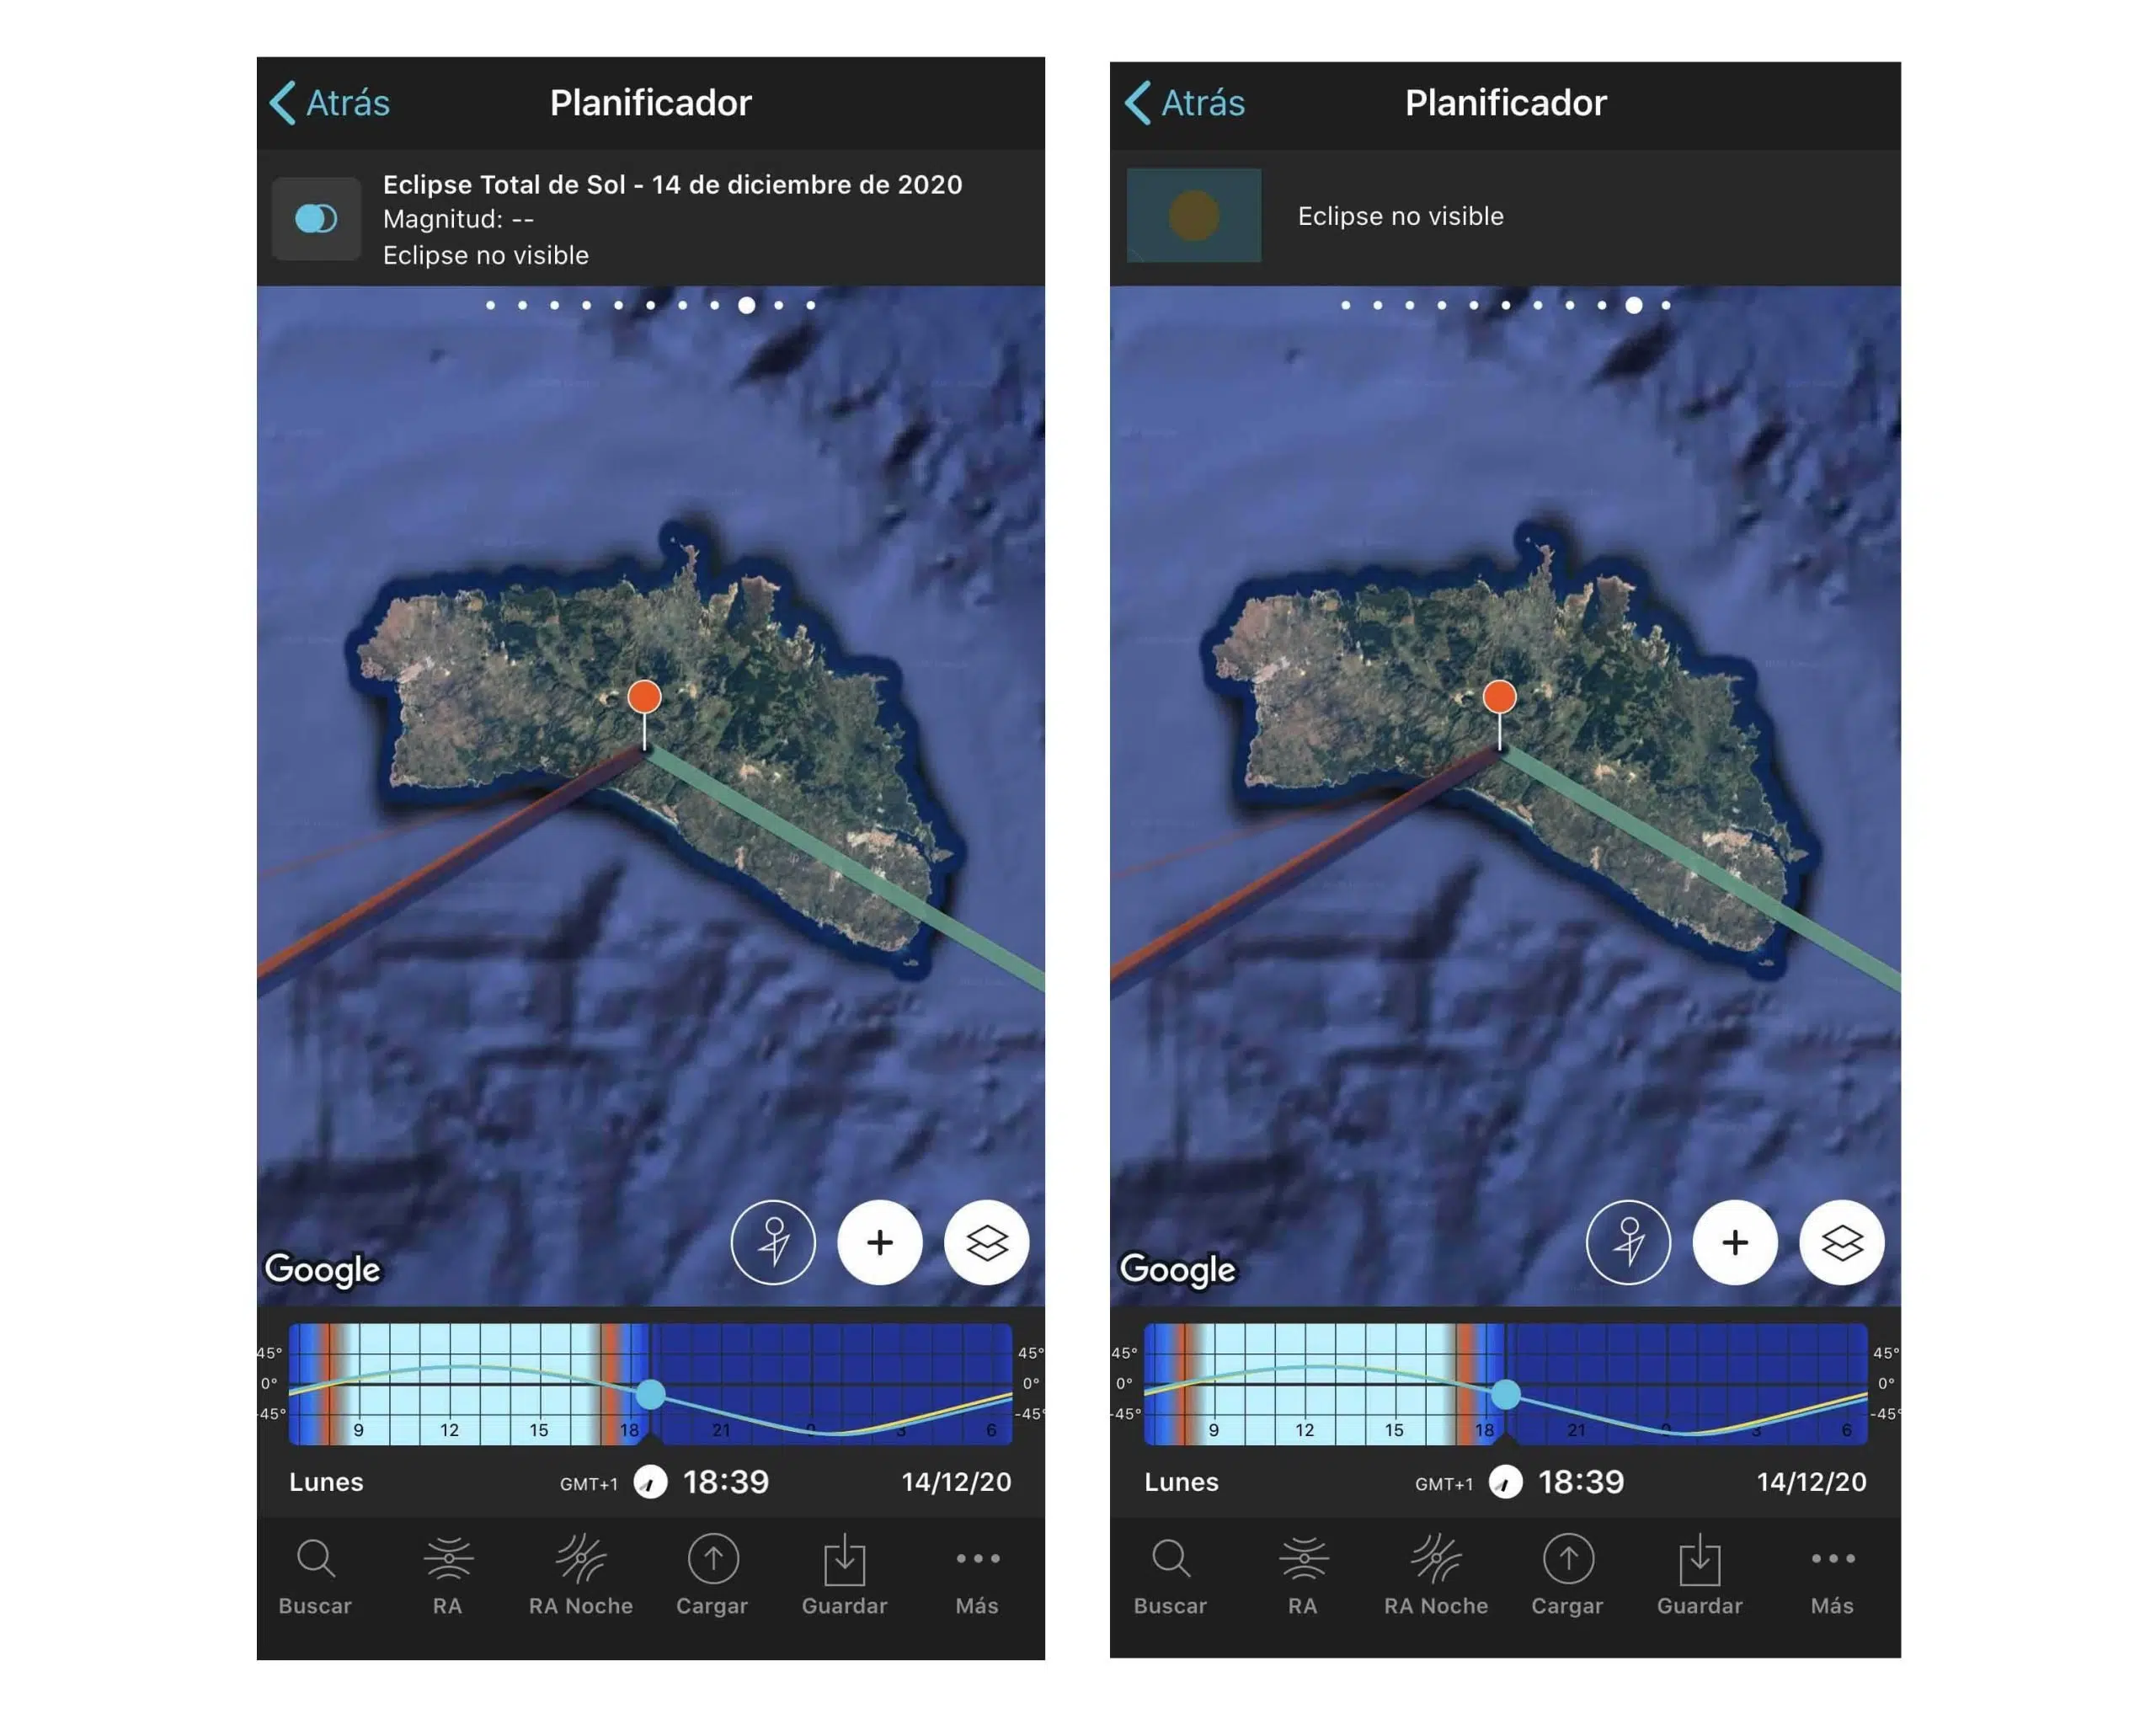 Atrás
Planificador
Eclipse Total de Sol - 14 de diciembre de 2020
Magnitud: --
Eclipse no visible
Google
45° 45°
0° 0°
-45° -45°
9 12 15 18 21 0 3 6
Lunes GMT+1 18:39 14/12/20
Buscar RA RA Noche Cargar Guardar Más
Atrás
Planificador
Eclipse no visible
Google
45° 45°
0° 0°
-45° -45°
9 12 15 18 21 0 3 6
Lunes GMT+1 18:39 14/12/20
Buscar RA RA Noche Cargar Guardar Más